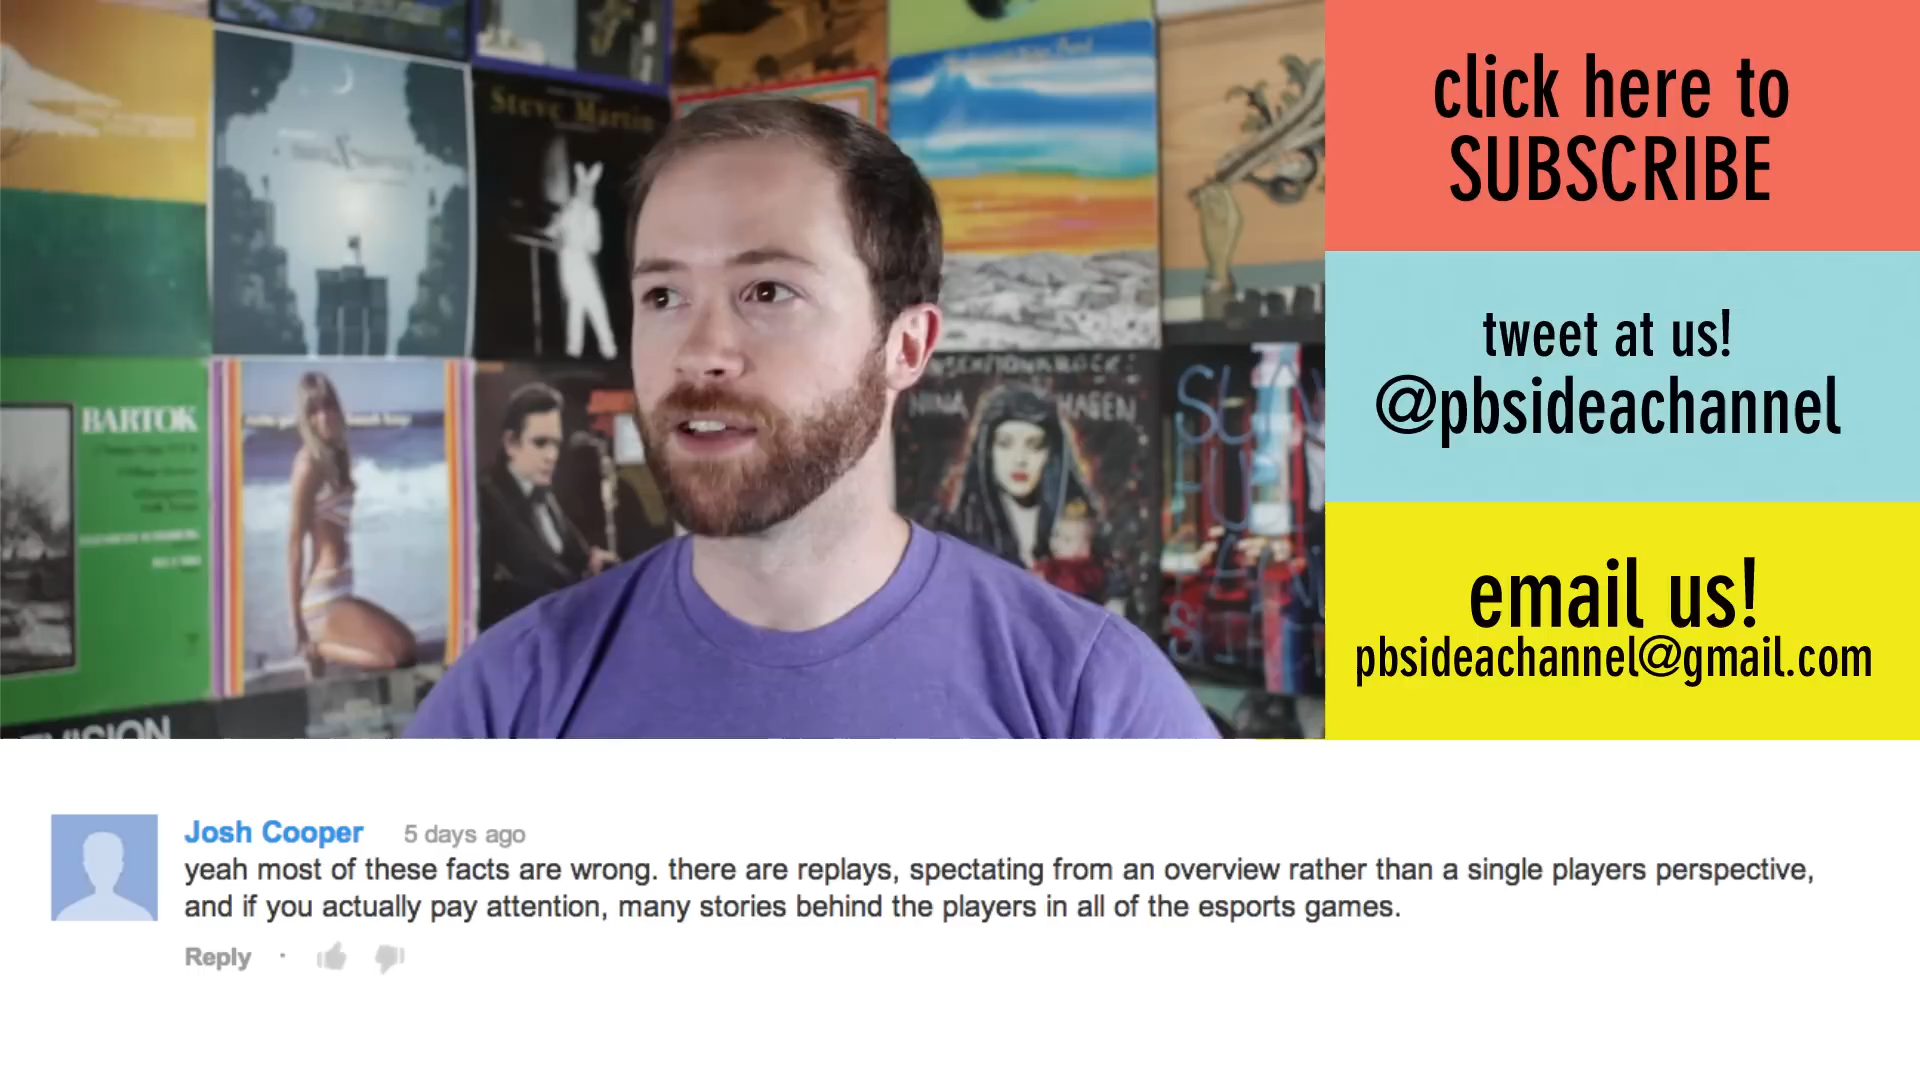 click here to
SUBSCRIBE
tweet at us!
@pbsideachannel
email us!
pbsideachannel@gmail.com
Steve Martin
BARTOK
NINA HAGEN
Josh Cooper 5 days ago
yeah most of these facts are wrong. there are replays, spectating from an overview rather than a single players perspective,
and if you actually pay attention, many stories behind the players in all of the esports games.
Reply